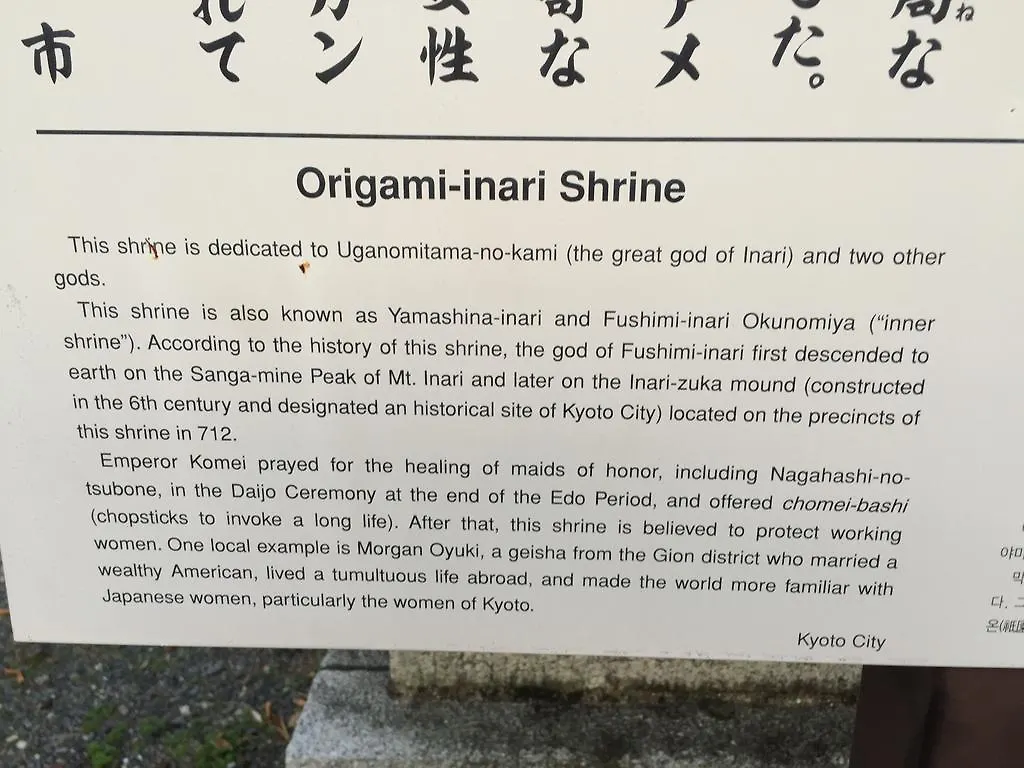 な
ね
た。
メ
な
性
ン
れて
市
Origami-inari Shrine
This shrine is dedicated to Uganomitama-no-kami (the great god of Inari) and two other
gods.
This shrine is also known as Yamashina-inari and Fushimi-inari Okunomiya (“inner
shrine”). According to the history of this shrine, the god of Fushimi-inari first descended to
earth on the Sanga-mine Peak of Mt. Inari and later on the Inari-zuka mound (constructed
in the 6th century and designated an historical site of Kyoto City) located on the precincts of
this shrine in 712.
Emperor Komei prayed for the healing of maids of honor, including Nagahashi-no-
tsubone, in the Daijo Ceremony at the end of the Edo Period, and offered chomei-bashi
(chopsticks to invoke a long life). After that, this shrine is believed to protect working
women. One local example is Morgan Oyuki, a geisha from the Gion district who married a
wealthy American, lived a tumultuous life abroad, and made the world more familiar with
Japanese women, particularly the women of Kyoto.
Kyoto City
다.
온(祇園